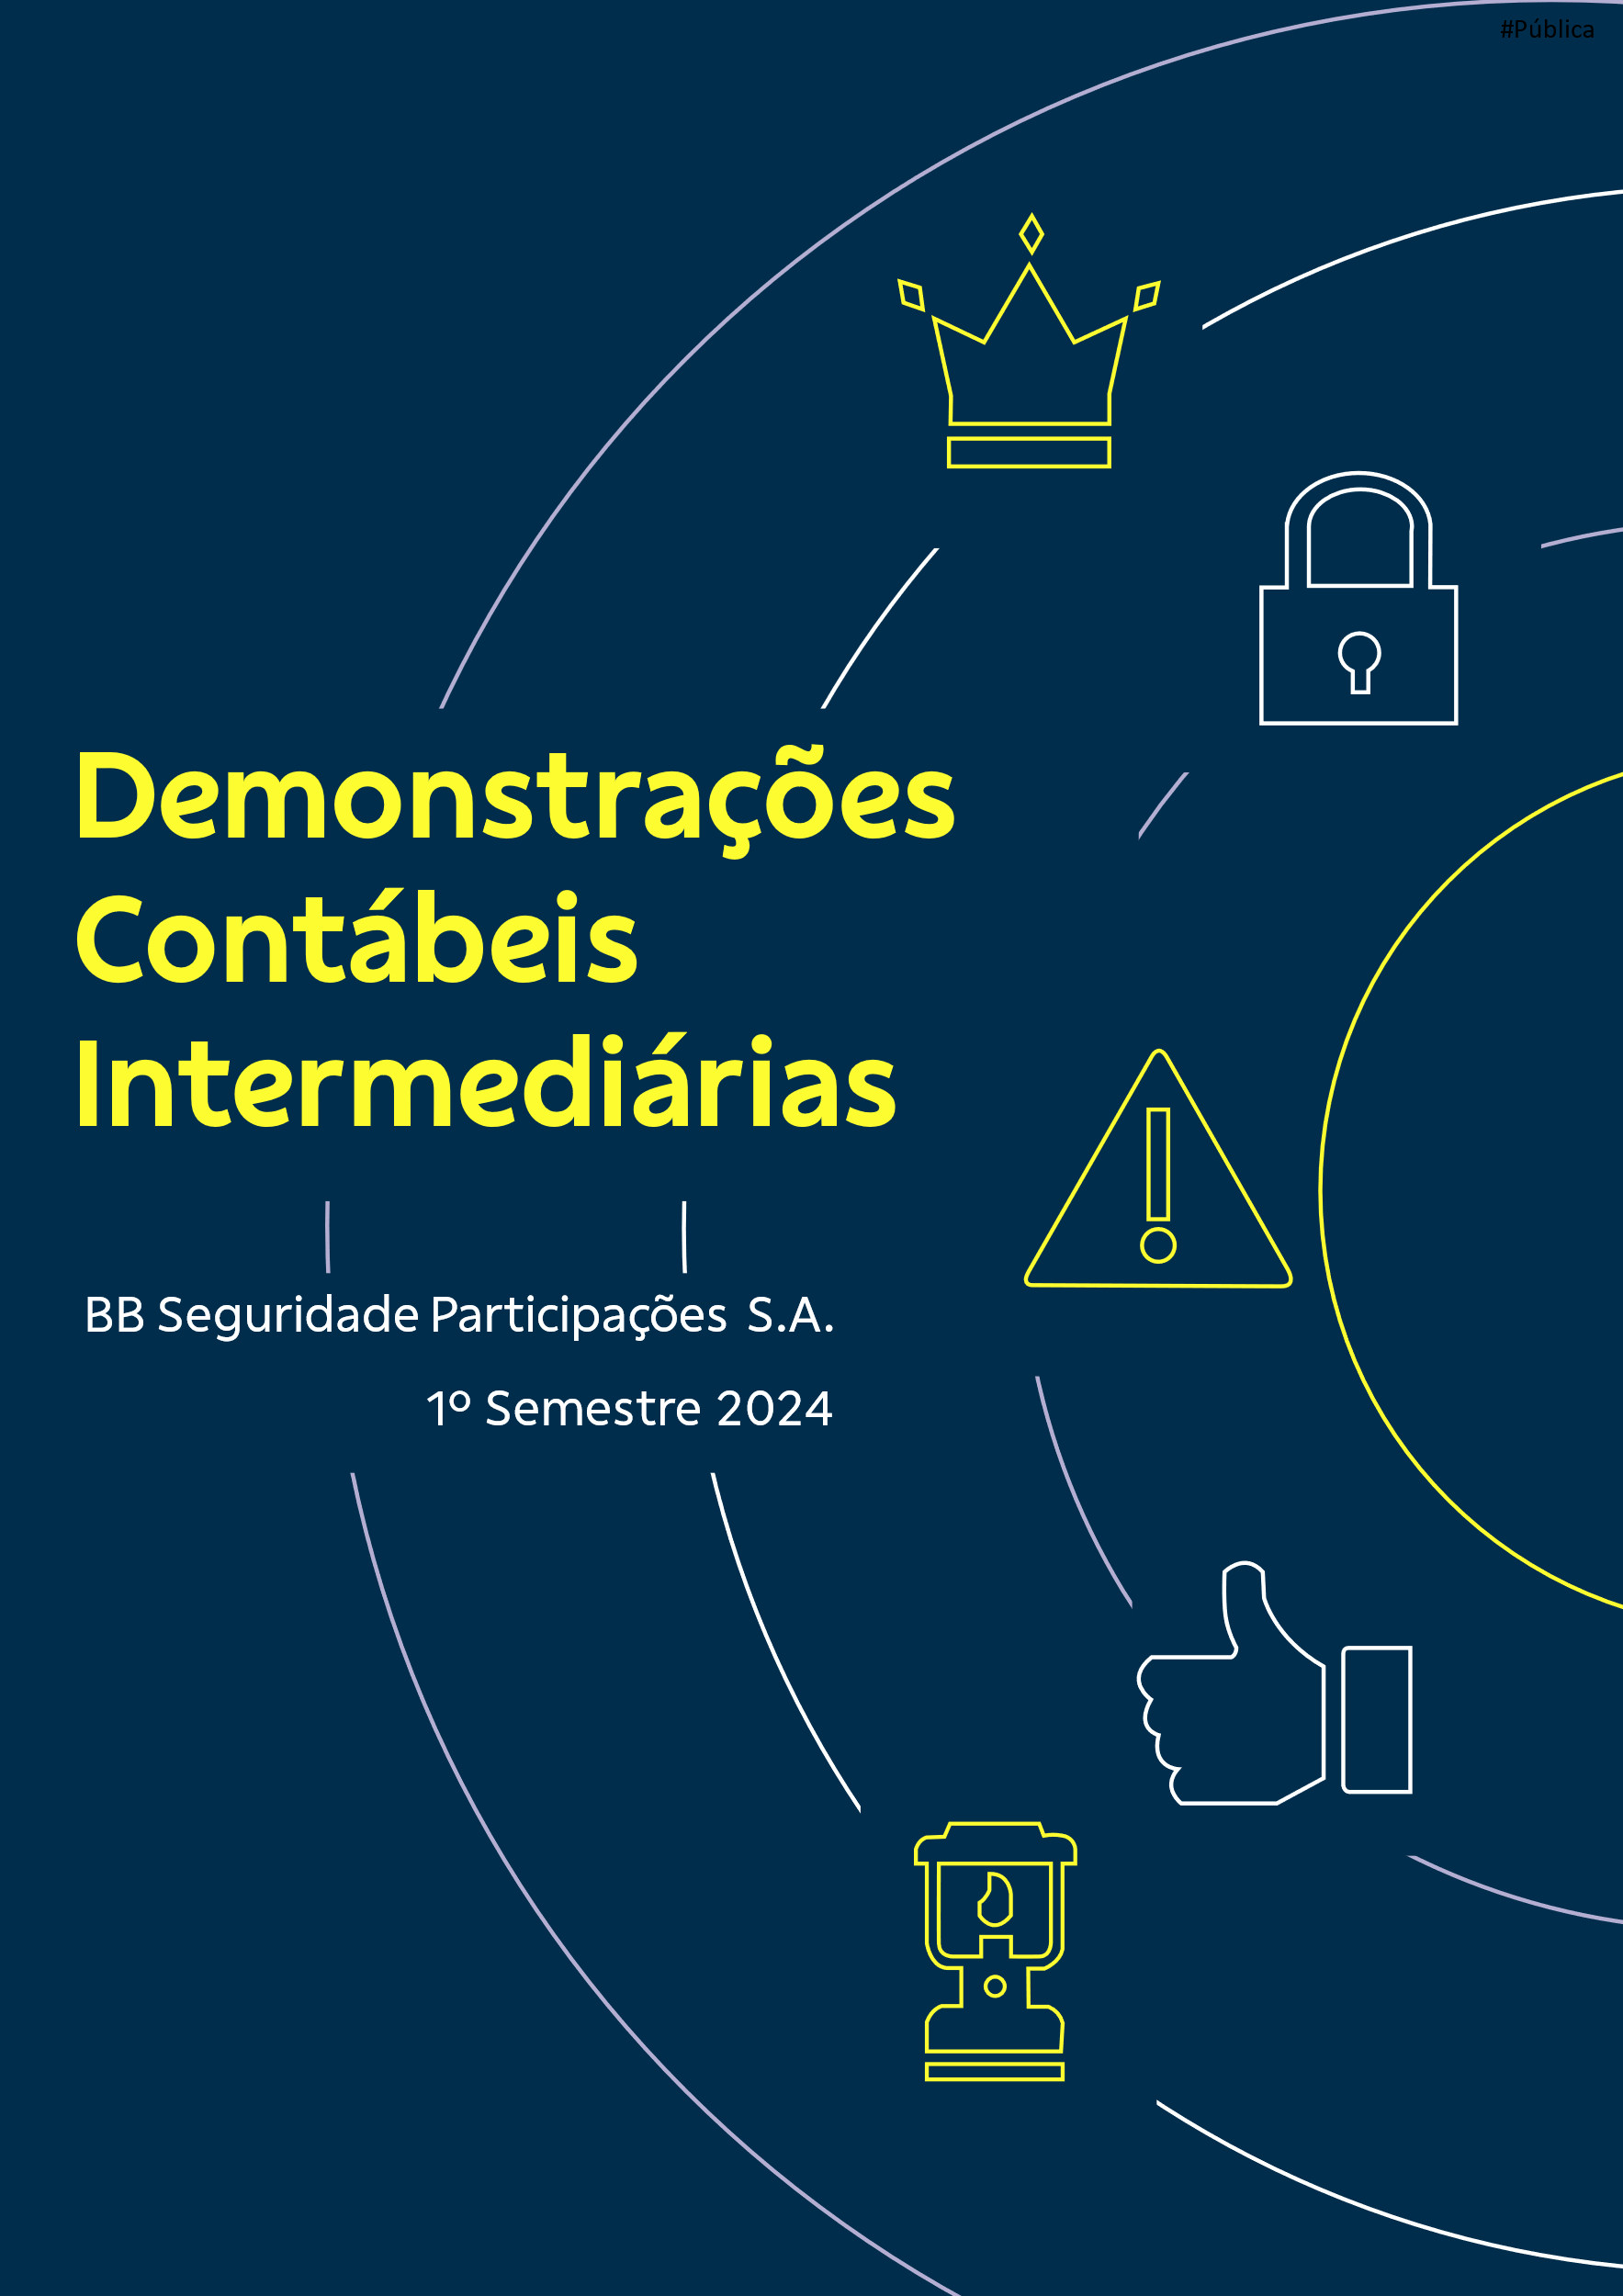 #Pública
Demonstrações
Contábeis
Intermediárias
BB Seguridade Participações S.A.
1º Semestre 2024